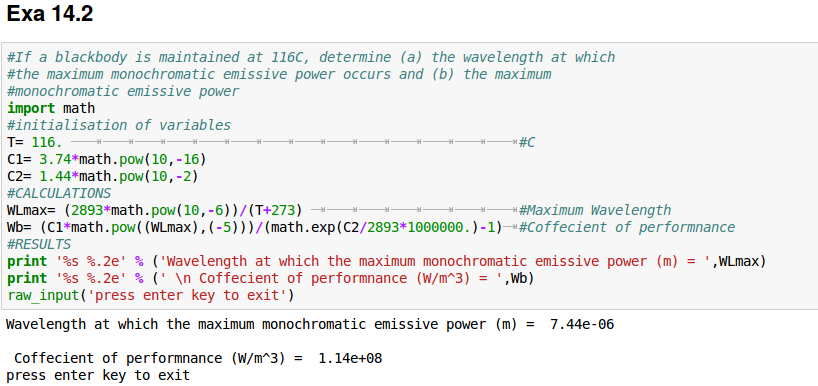 Exa 14.2
#If a blackbody is maintained at 116C, determine (a) the wavelength at which
#the maximum monochromatic emissive power occurs and (b) the maximum
#monochromatic emissive power
import math
#initialisation of variables
T= 116. #C
C1= 3.74*math.pow(10,-16)
C2= 1.44*math.pow(10,-2)
#CALCULATIONS
WLmax= (2893*math.pow(10,-6))/(T+273) #Maximum Wavelength
Wb= (C1*math.pow((WLmax),(-5)))/(math.exp(C2/2893*1000000.)-1) #Coffecient of performnance
#RESULTS
print '%s %.2e' % ('Wavelength at which the maximum monochromatic emissive power (m) = ',WLmax)
print '%s %.2e' % (' \n Coffecient of performnance (W/m^3) = ',Wb)
raw_input('press enter key to exit')
Wavelength at which the maximum monochromatic emissive power (m) =  7.44e-06
Coffecient of performnance (W/m^3) =  1.14e+08
press enter key to exit